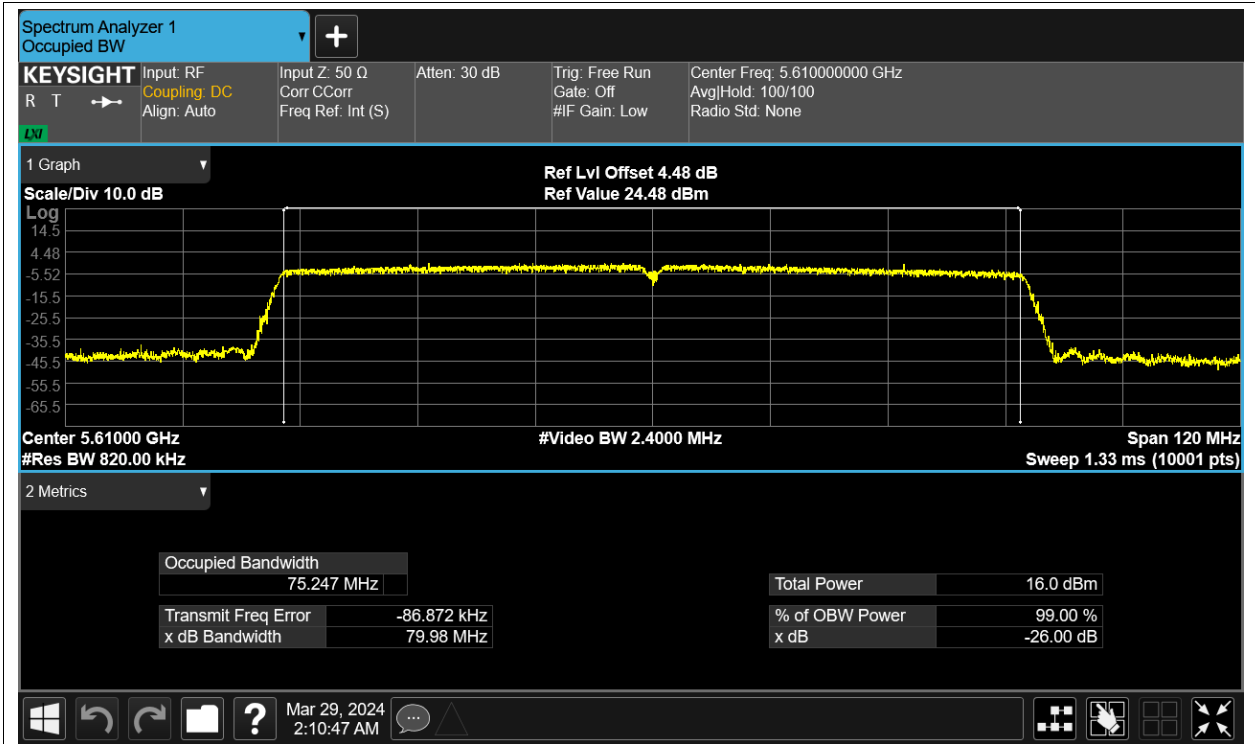 Spectrum Analyzer 1
Occupied BW
KEYSIGHT
R T
LXI
Input: RF
Coupling: DC
Align: Auto
Input Z: 50 Ω
Corr CCorr
Freq Ref: Int (S)
Atten: 30 dB
Trig: Free Run
Gate: Off
#IF Gain: Low
Center Freq: 5.610000000 GHz
Avg|Hold: 100/100
Radio Std: None
1 Graph
Scale/Div 10.0 dB
Ref Lvl Offset 4.48 dB
Ref Value 24.48 dBm
Log
14.5
4.48
-5.52
-15.5
-25.5
-35.5
-45.5
-55.5
-65.5
Center 5.61000 GHz
#Res BW 820.00 kHz
#Video BW 2.4000 MHz
Span 120 MHz
Sweep 1.33 ms (10001 pts)
2 Metrics
Occupied Bandwidth
75.247 MHz
Transmit Freq Error -86.872 kHz
x dB Bandwidth 79.98 MHz
Total Power 16.0 dBm
% of OBW Power 99.00 %
x dB -26.00 dB
Mar 29, 2024
2:10:47 AM